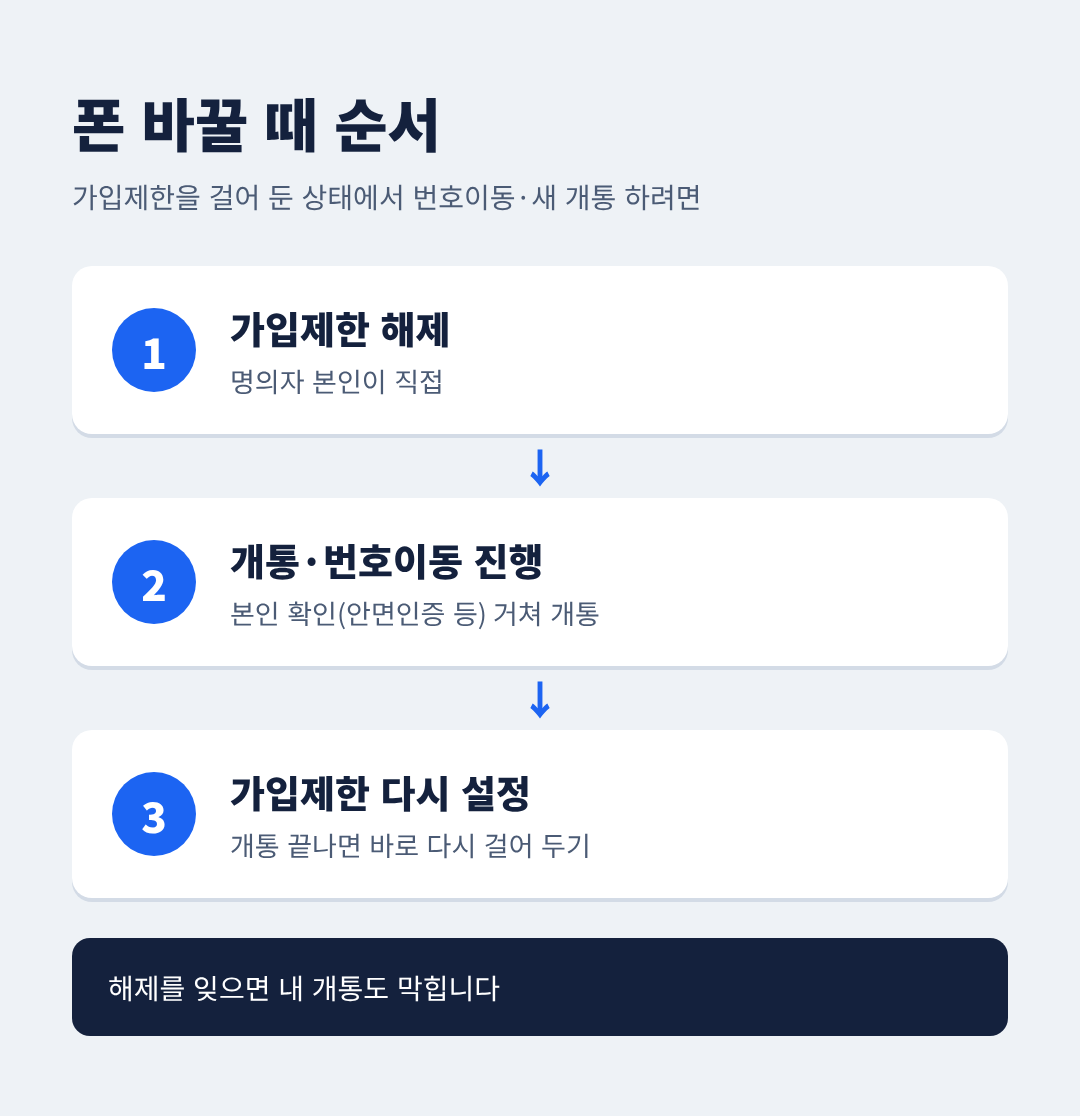 폰 바꿀 때 순서
가입제한을 걸어 둔 상태에서 번호이동·새 개통 하려면
1
가입제한 해제
명의자 본인이 직접
↓
2
개통·번호이동 진행
본인 확인(안면인증 등) 거쳐 개통
↓
3
가입제한 다시 설정
개통 끝나면 바로 다시 걸어 두기
해제를 잊으면 내 개통도 막힙니다